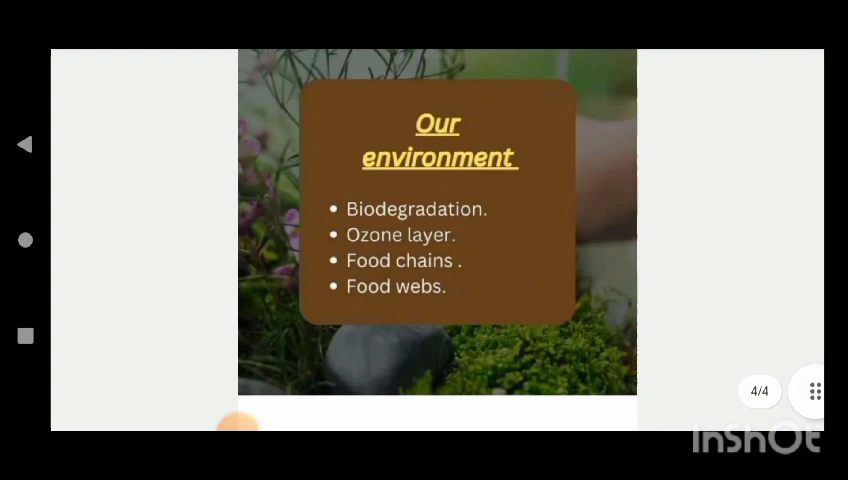 Our
environment
• Biodegradation.
• Ozone layer.
• Food chains .
• Food webs.
4/4
InShOt